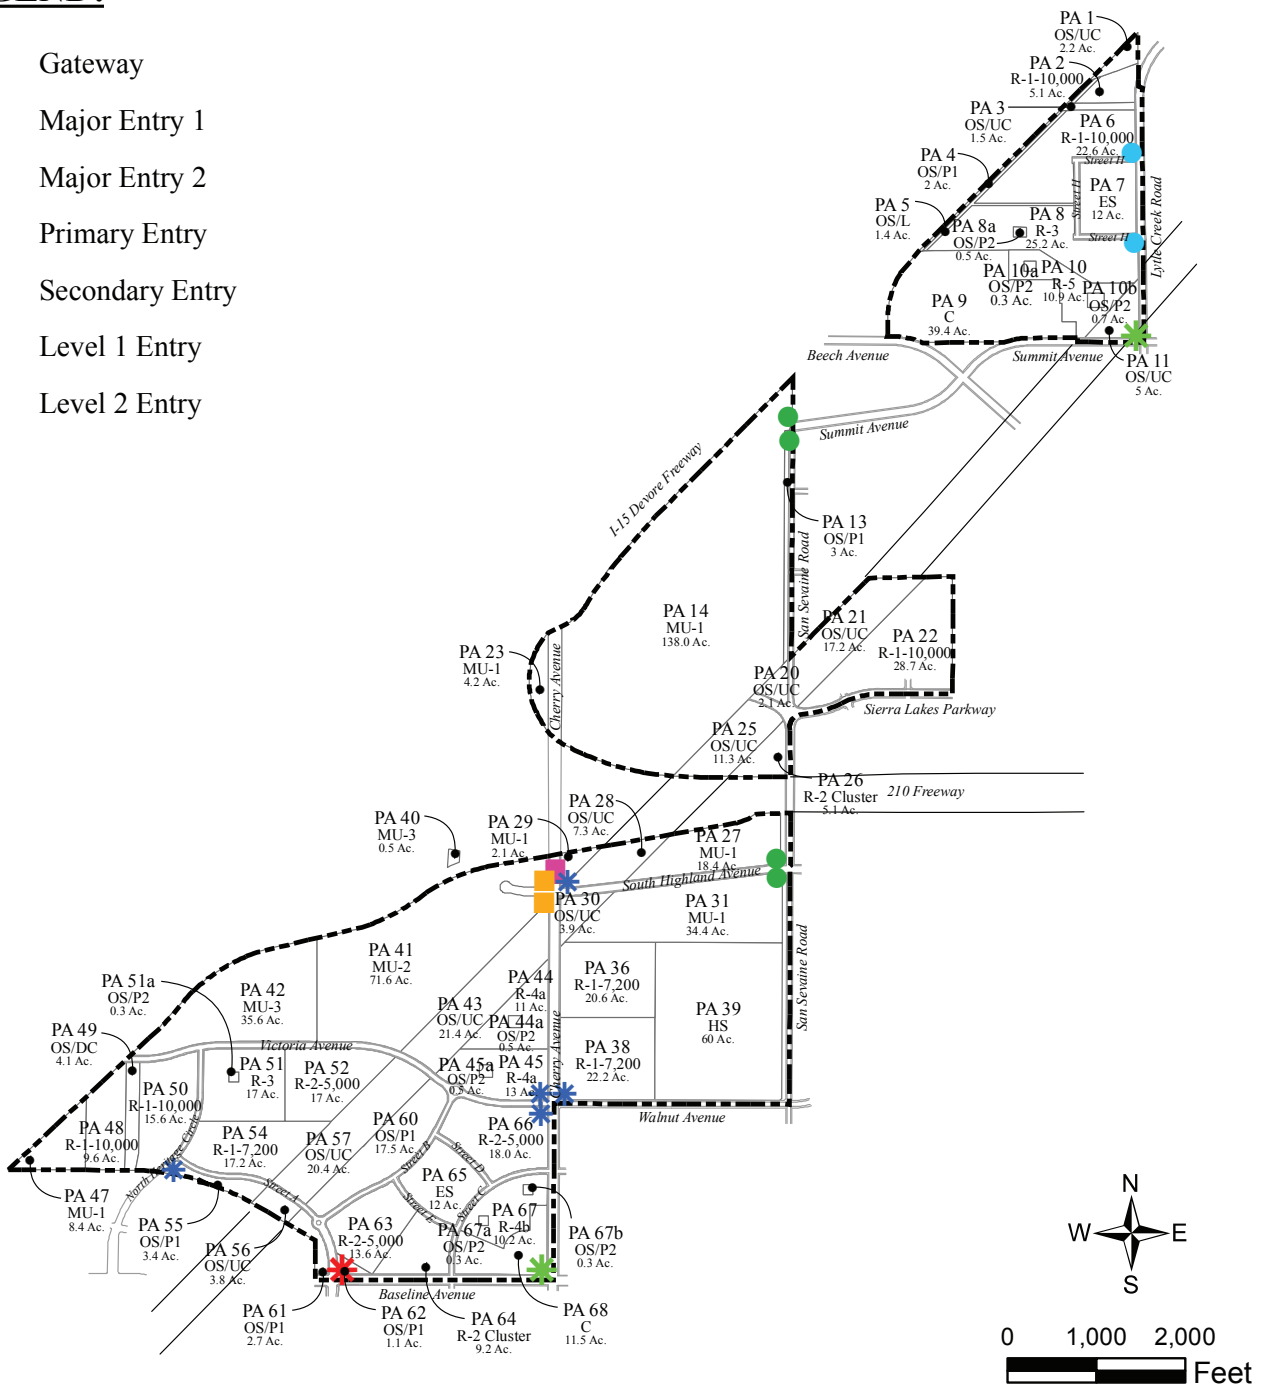 Gateway
Major Entry 1
Major Entry 2
Primary Entry
Secondary Entry
Level 1 Entry
Level 2 Entry
PA 1
OS/UC
2.2 Ac.
PA 2
R-1-10,000
5.1 Ac.
PA 3
OS/UC
1.5 Ac.
PA 6
R-1-10,000
22.6 Ac.
Street H
PA 4
OS/P1
2 Ac.
PA 7
ES
12 Ac.
Street H
Street H
Lytle Creek Road
PA 5
OS/L
1.4 Ac.
PA 8a
OS/P2
0.5 Ac.
PA 8
R-3
25.2 Ac.
PA 10a
OS/P2
0.3 Ac.
PA 10
R-5
10.9 Ac.
PA 10b
OS/P2
0.7 Ac.
PA 9
C
39.4 Ac.
Beech Avenue
Summit Avenue
PA 11
OS/UC
5 Ac.
Summit Avenue
I-15 Devore Freeway
PA 13
OS/P1
3 Ac.
San Sevaine Road
PA 14
MU-1
138.0 Ac.
PA 21
OS/UC
17.2 Ac.
PA 22
R-1-10,000
28.7 Ac.
PA 23
MU-1
4.2 Ac.
Cherry Avenue
PA 20
OS/UC
2.1 Ac.
Sierra Lakes Parkway
PA 25
OS/UC
11.3 Ac.
PA 26
R-2 Cluster
5.1 Ac.
210 Freeway
PA 28
OS/UC
7.3 Ac.
PA 40
MU-3
0.5 Ac.
PA 29
MU-1
2.1 Ac.
PA 27
MU-1
18.4 Ac.
South Highland Avenue
PA 30
OS/UC
3.9 Ac.
PA 31
MU-1
34.4 Ac.
San Sevaine Road
PA 41
MU-2
71.6 Ac.
PA 36
R-1-7,200
20.6 Ac.
PA 51a
OS/P2
0.3 Ac.
PA 42
MU-3
35.6 Ac.
PA 44
R-4a
11 Ac.
PA 43
OS/UC
21.4 Ac.
PA 44a
OS/P2
0.5 Ac.
PA 39
HS
60 Ac.
Cherry Avenue
PA 49
OS/DC
4.1 Ac.
Victoria Avenue
PA 38
R-1-7,200
22.2 Ac.
PA 51
R-3
17 Ac.
PA 52
R-2-5,000
17 Ac.
PA 45a
OS/P2
0.5 Ac.
PA 45
R-4a
13 Ac.
PA 50
R-1-10,000
15.6 Ac.
Walnut Avenue
PA 48
R-1-10,000
9.6 Ac.
PA 54
R-1-7,200
17.2 Ac.
PA 57
OS/UC
20.4 Ac.
PA 60
OS/P1
17.5 Ac.
PA 66
R-2-5,000
18.0 Ac.
North Heritage Circle
Street B
Street D
Street A
PA 65
ES
12 Ac.
Street E
Street C
PA 47
MU-1
8.4 Ac.
PA 55
OS/P1
3.4 Ac.
PA 56
OS/UC
3.8 Ac.
PA 63
R-2-5,000
13.6 Ac.
PA 67a
OS/P2
0.3 Ac.
PA 67
R-4b
10.2 Ac.
PA 67b
OS/P2
0.3 Ac.
Baseline Avenue
PA 61
OS/P1
2.7 Ac.
PA 62
OS/P1
1.1 Ac.
PA 64
R-2 Cluster
9.2 Ac.
PA 68
C
11.5 Ac.
N
W E
S
0 1,000 2,000
Feet